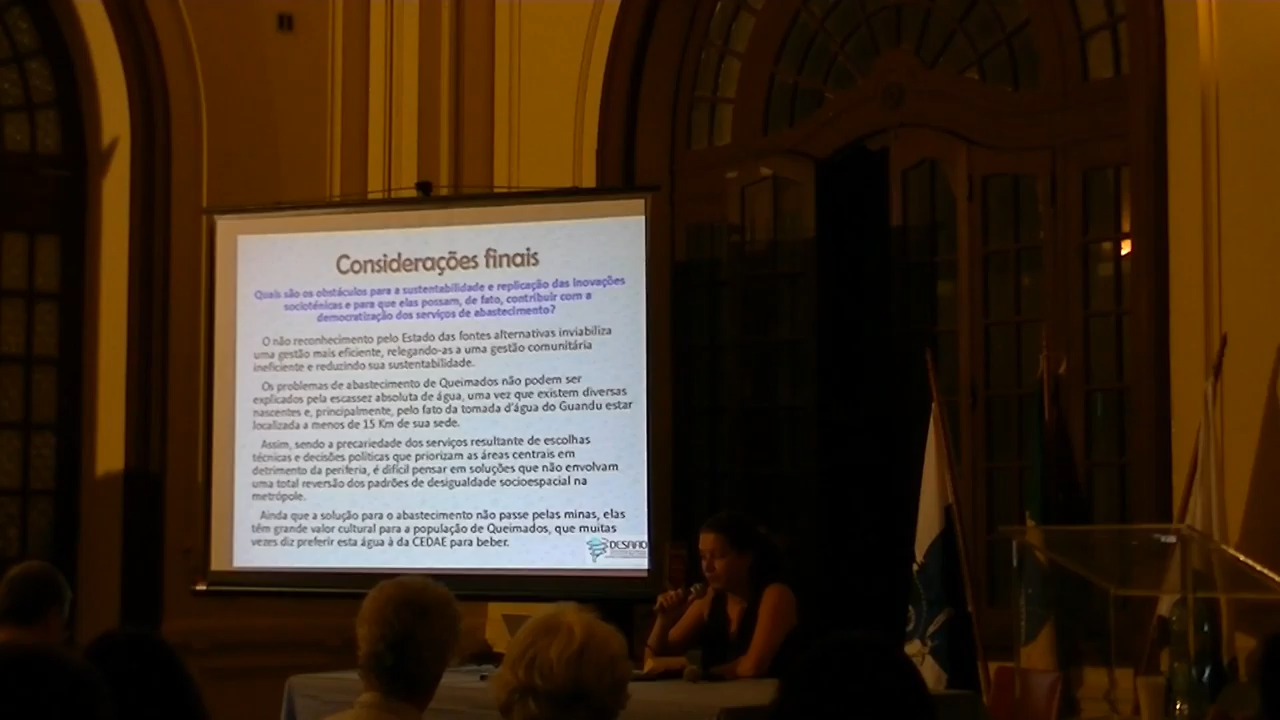 Considerações finais
Quais são os obstáculos para a sustentabilidade e replicação das inovações
socioténicas e para que elas possam, de fato, contribuir com a
democratização dos serviços de abastecimento?
O não reconhecimento pelo Estado das fontes alternativas inviabiliza
uma gestão mais eficiente, relegando-as a uma gestão comunitária
ineficiente e reduzindo sua sustentabilidade.
Os problemas de abastecimento de Queimados não podem ser
explicados pela escassez absoluta de água, uma vez que existem diversas
nascentes e, principalmente, pelo fato da tomada d'água do Guandu estar
localizada a menos de 15 Km de sua sede.
Assim, sendo a precariedade dos serviços resultante de escolhas
técnicas e decisões políticas que priorizam as áreas centrais em
detrimento da periferia, é difícil pensar em soluções que não envolvam
uma total reversão dos padrões de desigualdade socioespacial na
metrópole.
Ainda que a solução para o abastecimento não passe pelas minas, elas
têm grande valor cultural para a população de Queimados, que muitas
vezes diz preferir esta água à da CEDAE para beber.
DESAFIO